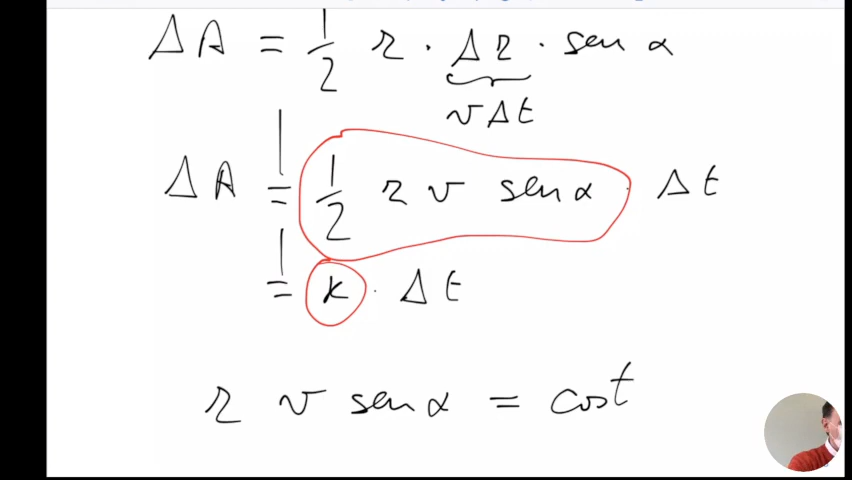 ΔA = 1/2 r · Δr · sen α
vΔt
ΔA = 1/2 r v sen α · Δt
= k · Δt
r v sen α = cost